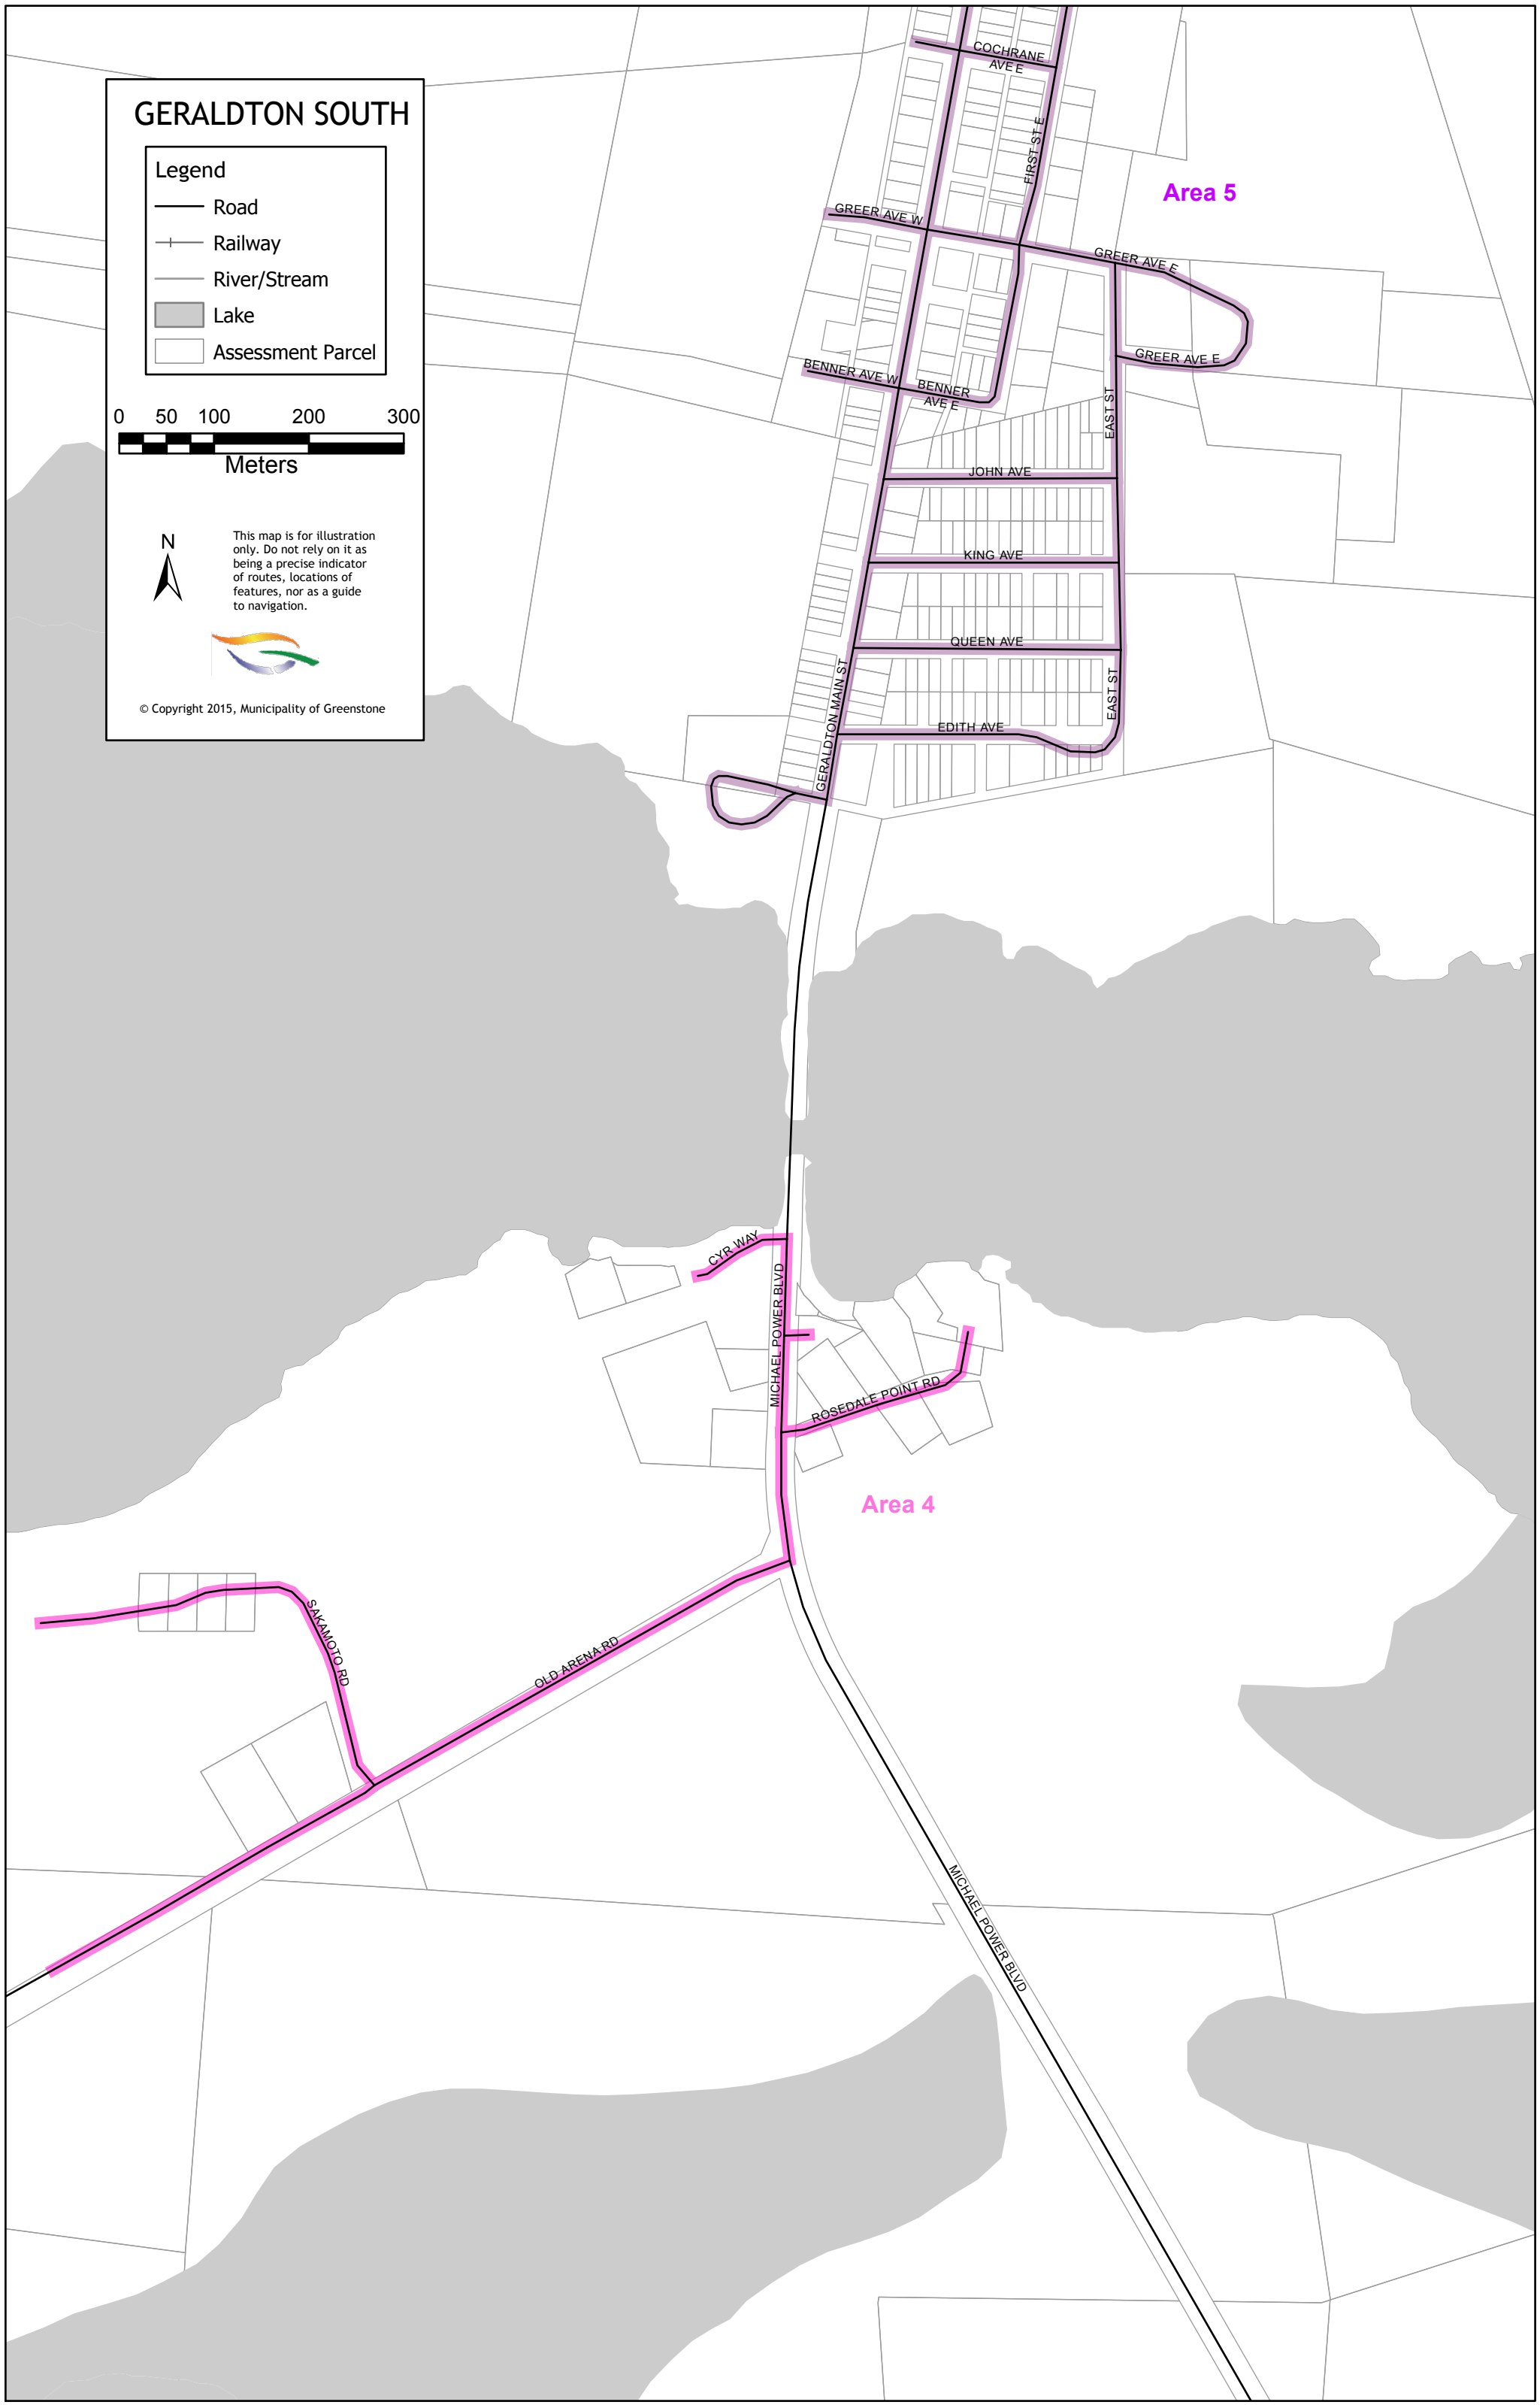 GERALDTON SOUTH
Legend
Road
Railway
River/Stream
Lake
Assessment Parcel
0 50 100 200 300
Meters
N
This map is for illustration
only. Do not rely on it as
being a precise indicator
of routes, locations of
features, nor as a guide
to navigation.
© Copyright 2015, Municipality of Greenstone
COCHRANE
AVE E
FIRST ST E
Area 5
GREER AVE W
GREER AVE E
GREER AVE E
BENNER AVE W
BENNER
AVE E
EAST ST
JOHN AVE
KING AVE
QUEEN AVE
EAST ST
GERALDTON MAIN ST
EDITH AVE
CYR WAY
MICHAEL POWER BLVD
ROSEDALE POINT RD
Area 4
SAKAMOTO RD
OLD ARENA RD
MICHAEL POWER BLVD